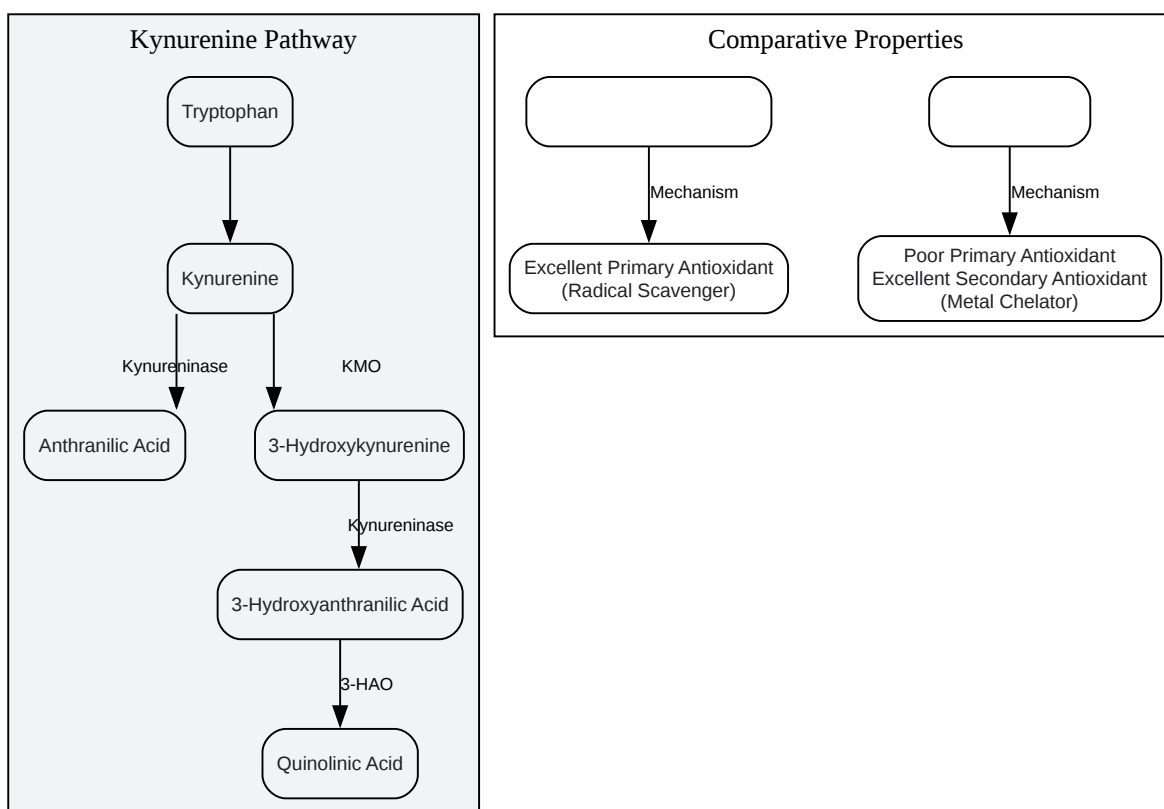 Kynurenine Pathway
Tryptophan
Kynurenine
Kynureninase
KMO
Anthranilic Acid
3-Hydroxykynurenine
Kynureninase
3-Hydroxyanthranilic Acid
3-HAO
Quinolinic Acid
Comparative Properties
Mechanism
Excellent Primary Antioxidant
(Radical Scavenger)
Mechanism
Poor Primary Antioxidant
Excellent Secondary Antioxidant
(Metal Chelator)